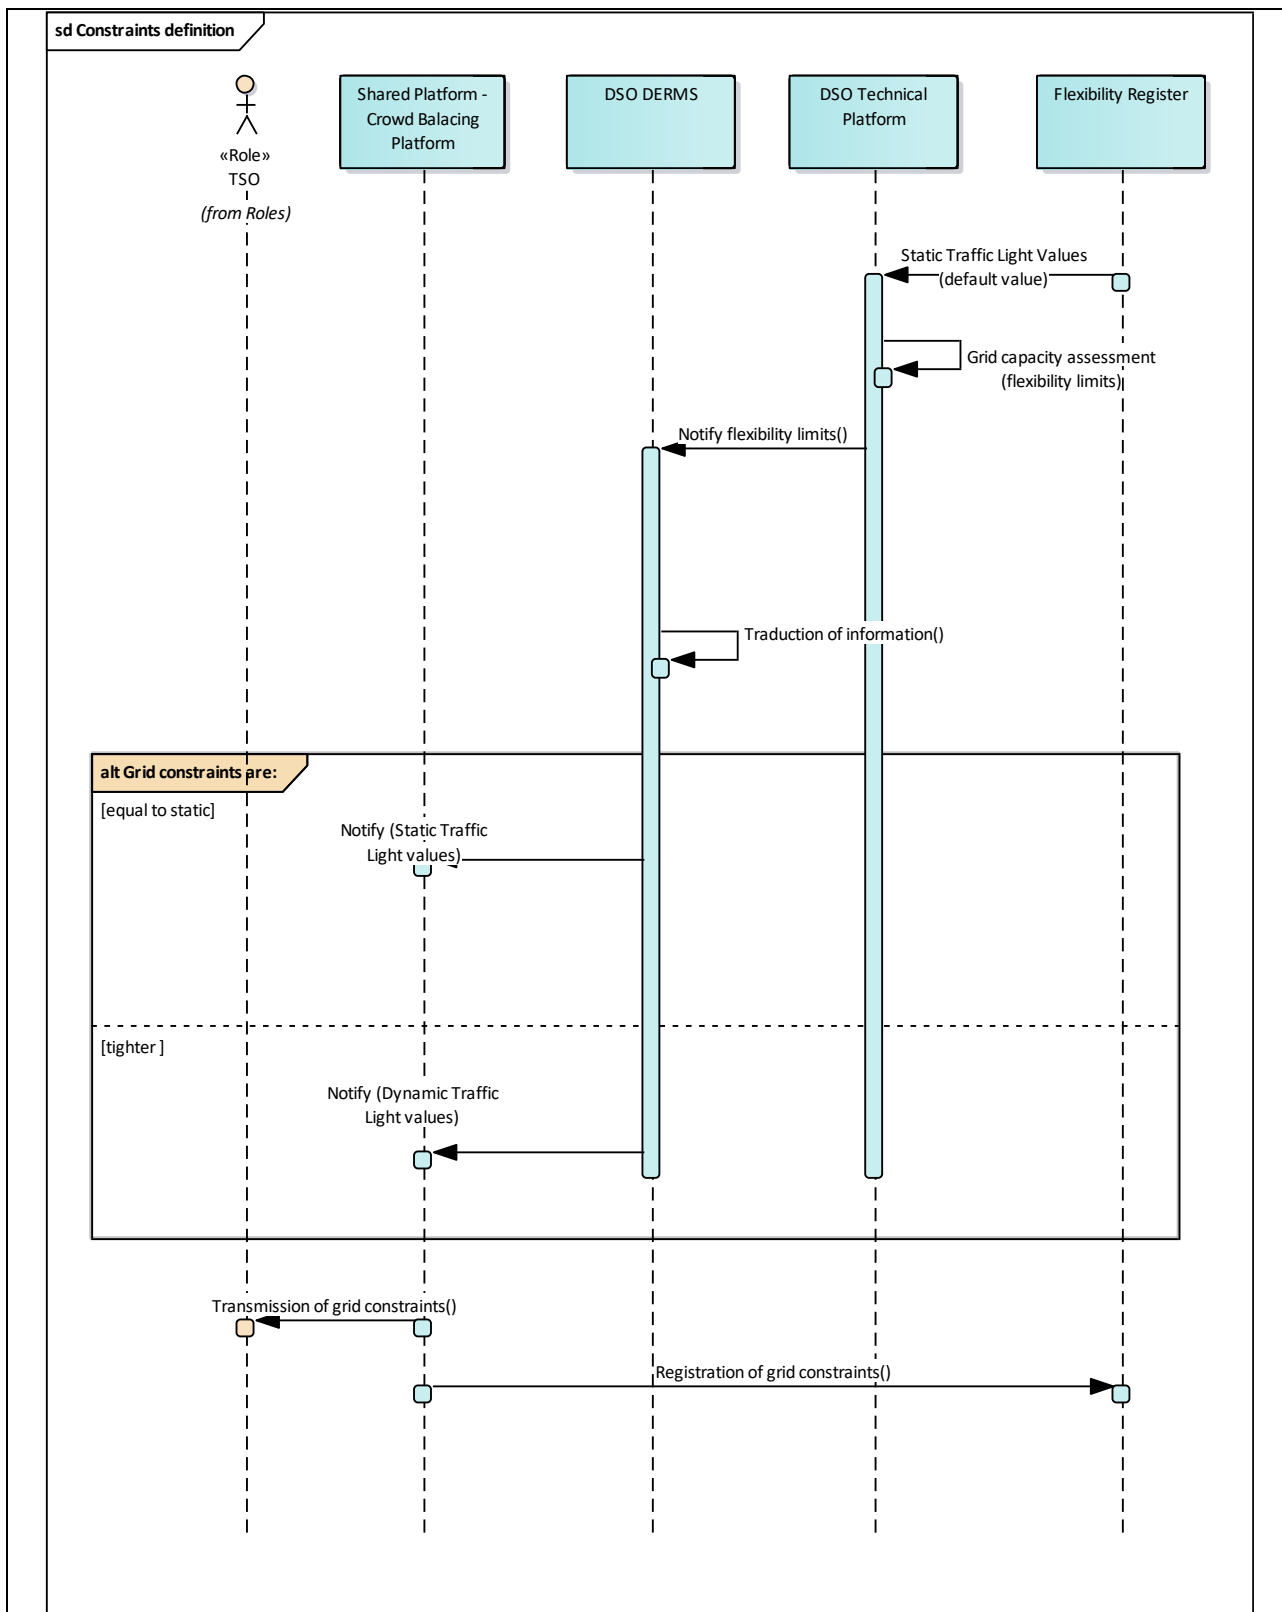 sd Constraints definition
«Role»
TSO
(from Roles)
Shared Platform -
Crowd Balacing
Platform
DSO DERMS
DSO Technical
Platform
Flexibility Register
Static Traffic Light Values
(default value)
Grid capacity assessment
(flexibility limits)
Notify flexibility limits()
Traduction of information()
alt Grid constraints are:
[equal to static]
Notify (Static Traffic
Light values)
[tighter ]
Notify (Dynamic Traffic
Light values)
Transmission of grid constraints()
Registration of grid constraints()